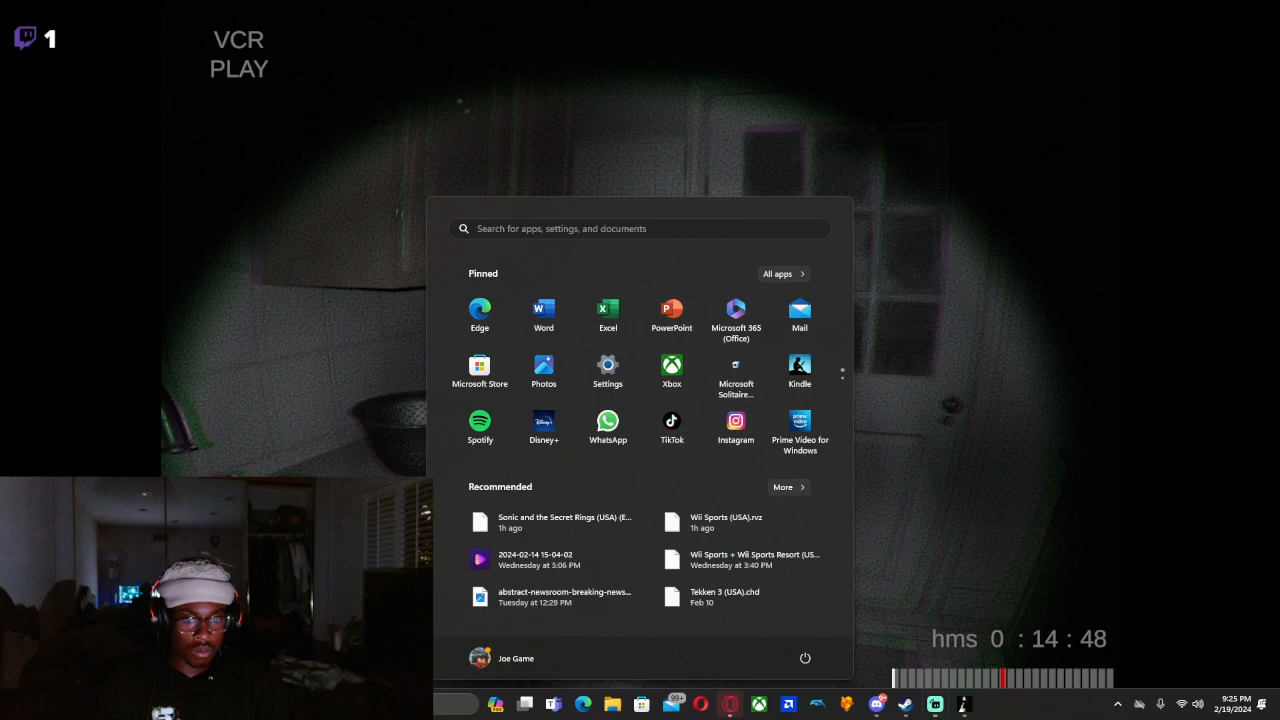 1
VCR
PLAY
Search for apps, settings, and documents
Pinned
All apps
Edge
Word
Excel
PowerPoint
Microsoft 365
(Office)
Mail
Microsoft Store
Photos
Settings
Xbox
Microsoft
Solitaire...
Kindle
Spotify
Disney+
WhatsApp
TikTok
Instagram
Prime Video for
Windows
Recommended
More
Sonic and the Secret Rings (USA) (E...
1h ago
Wii Sports (USA).rvz
1h ago
2024-02-14 15-04-02
Wednesday at 5:06 PM
Wii Sports + Wii Sports Resort (US...
Wednesday at 3:40 PM
abstract-newsroom-breaking-news...
Tuesday at 12:29 PM
Tekken 3 (USA).chd
Feb 10
Joe Game
hms 0 : 14 : 48
99+
9:25 PM
2/19/2024